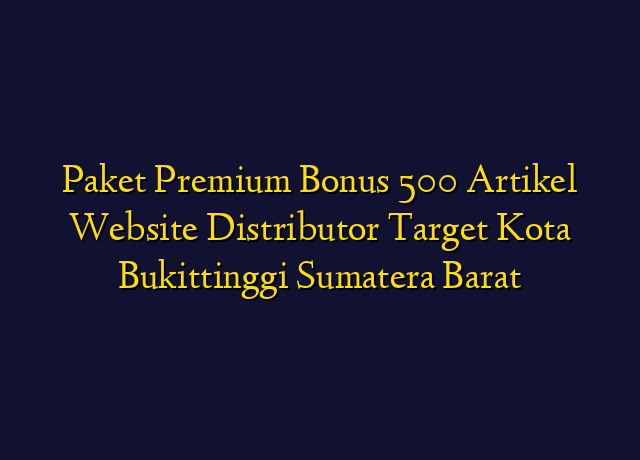 Paket Premium Bonus 500 Artikel
Website Distributor Target Kota
Bukittinggi Sumatera Barat